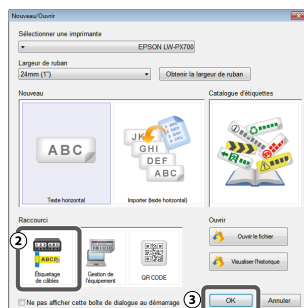 Nouveau/Ouvrir
Sélectionner une imprimante
EPSON LW-PX700
Largeur de ruban
24mm (1")
Obtenir la largeur de ruban
Nouveau
Catalogue d'étiquettes
ABC
JK
GHI
DEF
ABC
Texte horizontal
Importer (texte horizontal)
Raccourci
Ouvrir
2
Étiquetage de câbles
Gestion de l'équipement
QR CODE
Ouvrir le fichier
Visualiser l'historique
Ne pas afficher cette boîte de dialogue au démarrage
3
OK
Annuler